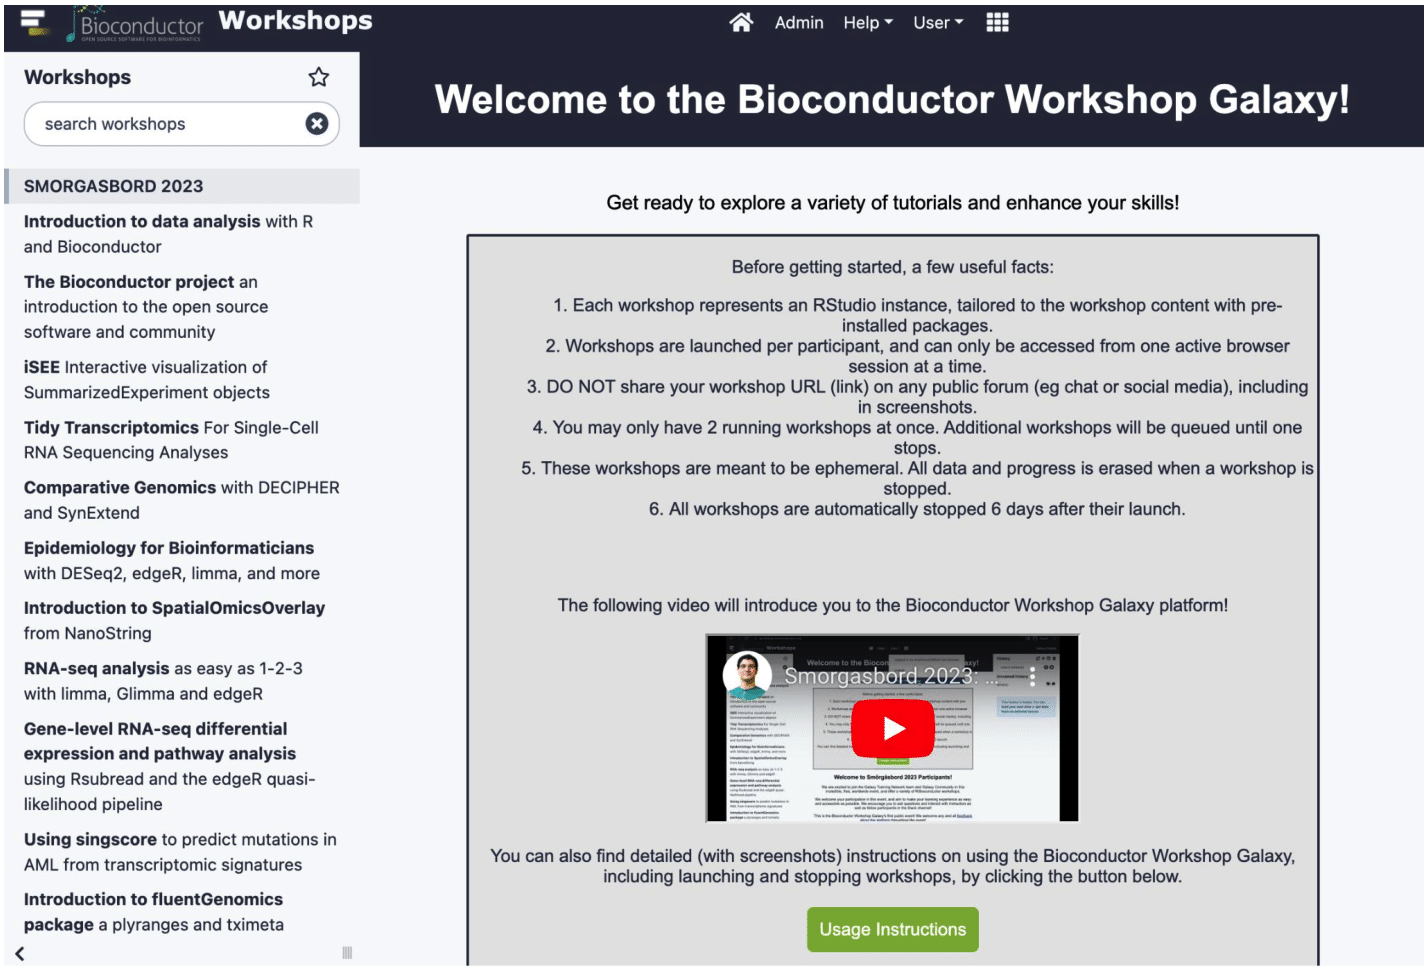 Bioconductor
OPEN SOURCE SOFTWARE FOR BIOINFORMATICS
Workshops
Admin
Help
User
Workshops
search workshops
SMORGASBORD 2023
Introduction to data analysis with R
and Bioconductor
The Bioconductor project an
introduction to the open source
software and community
iSEE Interactive visualization of
SummarizedExperiment objects
Tidy Transcriptomics For Single-Cell
RNA Sequencing Analyses
Comparative Genomics with DECIPHER
and SynExtend
Epidemiology for Bioinformaticians
with DESeq2, edgeR, limma, and more
Introduction to SpatialOmicsOverlay
from NanoString
RNA-seq analysis as easy as 1-2-3
with limma, Glimma and edgeR
Gene-level RNA-seq differential
expression and pathway analysis
using Rsubread and the edgeR quasi-
likelihood pipeline
Using singscore to predict mutations in
AML from transcriptomic signatures
Introduction to fluentGenomics
package a plyranges and tximeta
Welcome to the Bioconductor Workshop Galaxy!
Get ready to explore a variety of tutorials and enhance your skills!
Before getting started, a few useful facts:
1. Each workshop represents an RStudio instance, tailored to the workshop content with pre-
installed packages.
2. Workshops are launched per participant, and can only be accessed from one active browser
session at a time.
3. DO NOT share your workshop URL (link) on any public forum (eg chat or social media), including
in screenshots.
4. You may only have 2 running workshops at once. Additional workshops will be queued until one
stops.
5. These workshops are meant to be ephemeral. All data and progress is erased when a workshop is
stopped.
6. All workshops are automatically stopped 6 days after their launch.
The following video will introduce you to the Bioconductor Workshop Galaxy platform!
Smorgasbord 2023: ...
Welcome to Smörgåsbord 2023 Participants!
You can also find detailed (with screenshots) instructions on using the Bioconductor Workshop Galaxy,
including launching and stopping workshops, by clicking the button below.
Usage Instructions